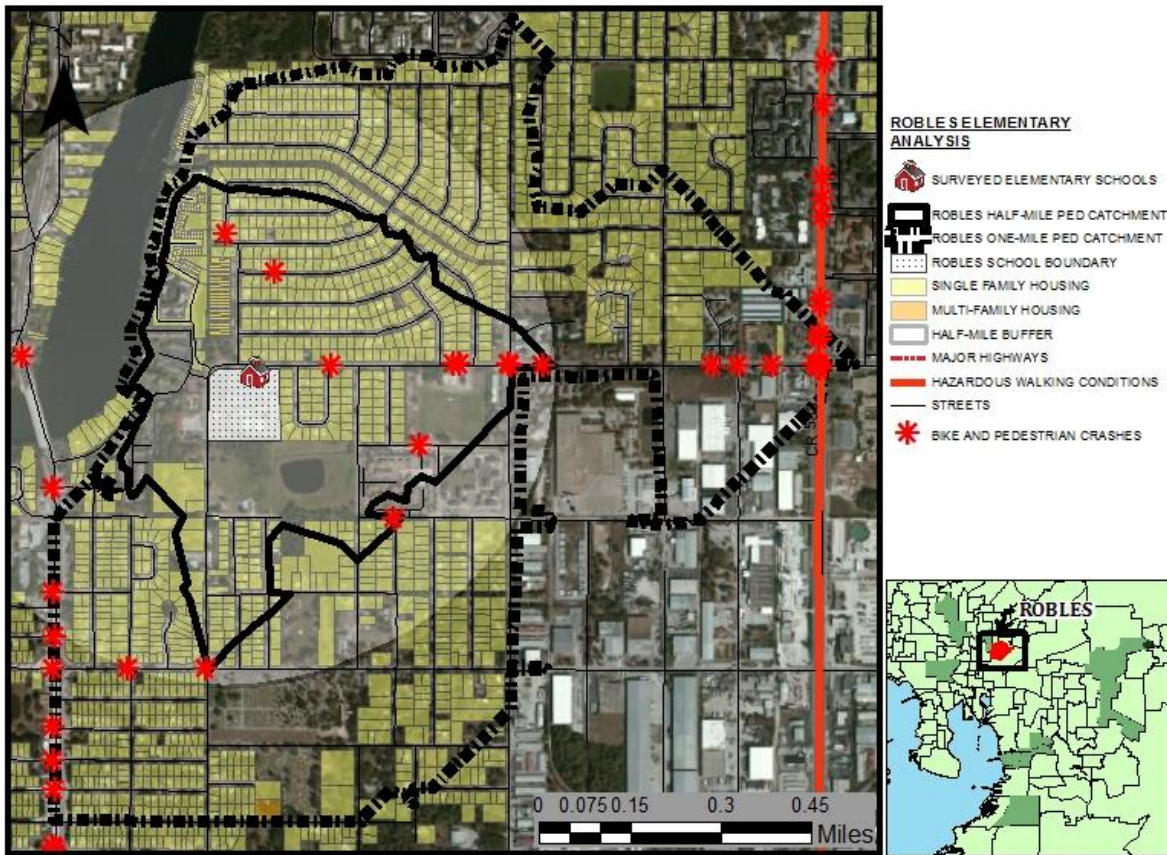 ROBLES ELEMENTARY
ANALYSIS
SURVEYED ELEMENTARY SCHOOLS
ROBLES HALF-MILE PED CATCHMENT
ROBLES ONE-MILE PED CATCHMENT
ROBLES SCHOOL BOUNDARY
SINGLE FAMILY HOUSING
MULTI-FAMILY HOUSING
HALF-MILE BUFFER
MAJOR HIGHWAYS
HAZARDOUS WALKING CONDITIONS
STREETS
BIKE AND PEDESTRIAN CRASHES
0 0.075 0.15 0.3 0.45
Miles
ROBLES